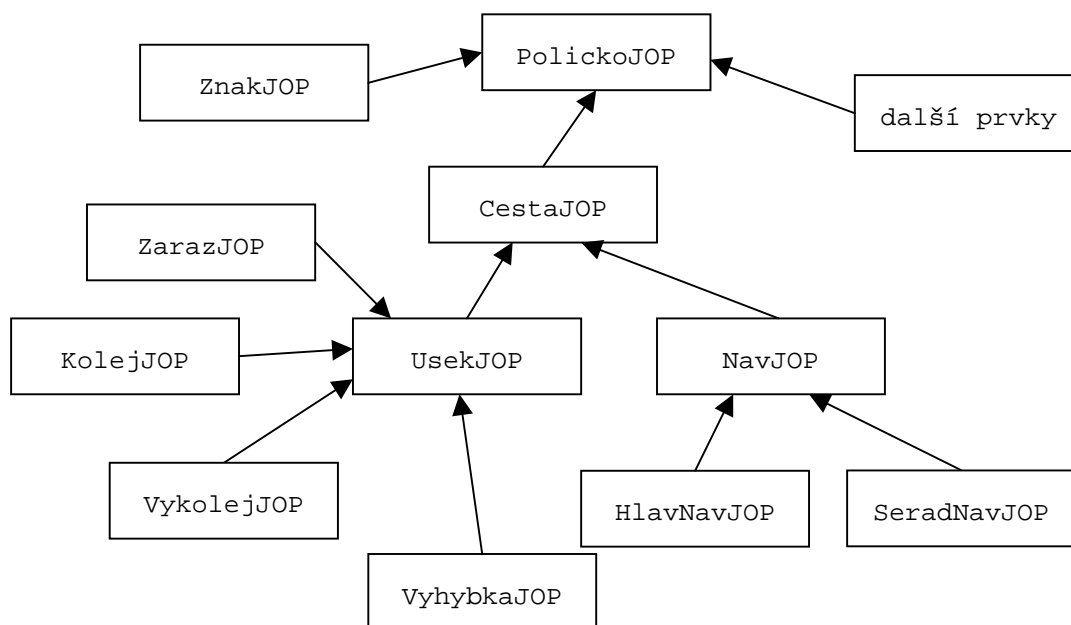 PolickoJOP
ZnakJOP
další prvky
CestaJOP
ZarazJOP
KolejJOP
UsekJOP
NavJOP
VykolejJOP
HlavNavJOP
SeradNavJOP
VyhybkaJOP